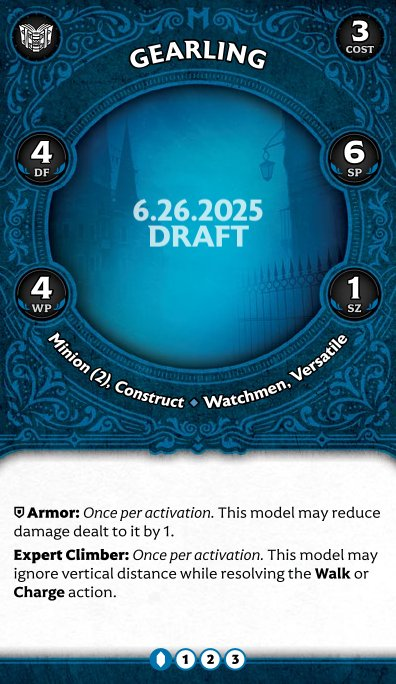 GEARLING
3
COST
4
DF
6
SP
6.26.2025
DRAFT
4
WP
1
SZ
Minion (2), Construct ◆ Watchmen, Versatile
Armor: Once per activation. This model may reduce
damage dealt to it by 1.
Expert Climber: Once per activation. This model may
ignore vertical distance while resolving the Walk or
Charge action.
1 2 3